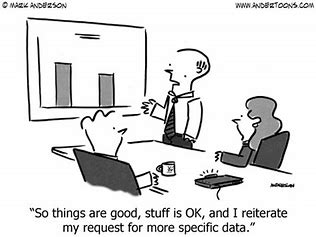 © MARK ANDERSON
WWW.ANDERTOONS.COM
ANDERSON
“So things are good, stuff is OK, and I reiterate
my request for more specific data.”